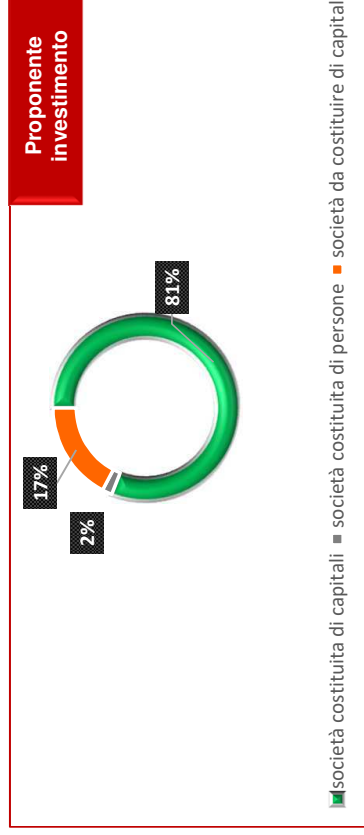 Proponente
investimento
81%
17%
2%
società costituita di capitali società costituita di persone società da costituire di capital